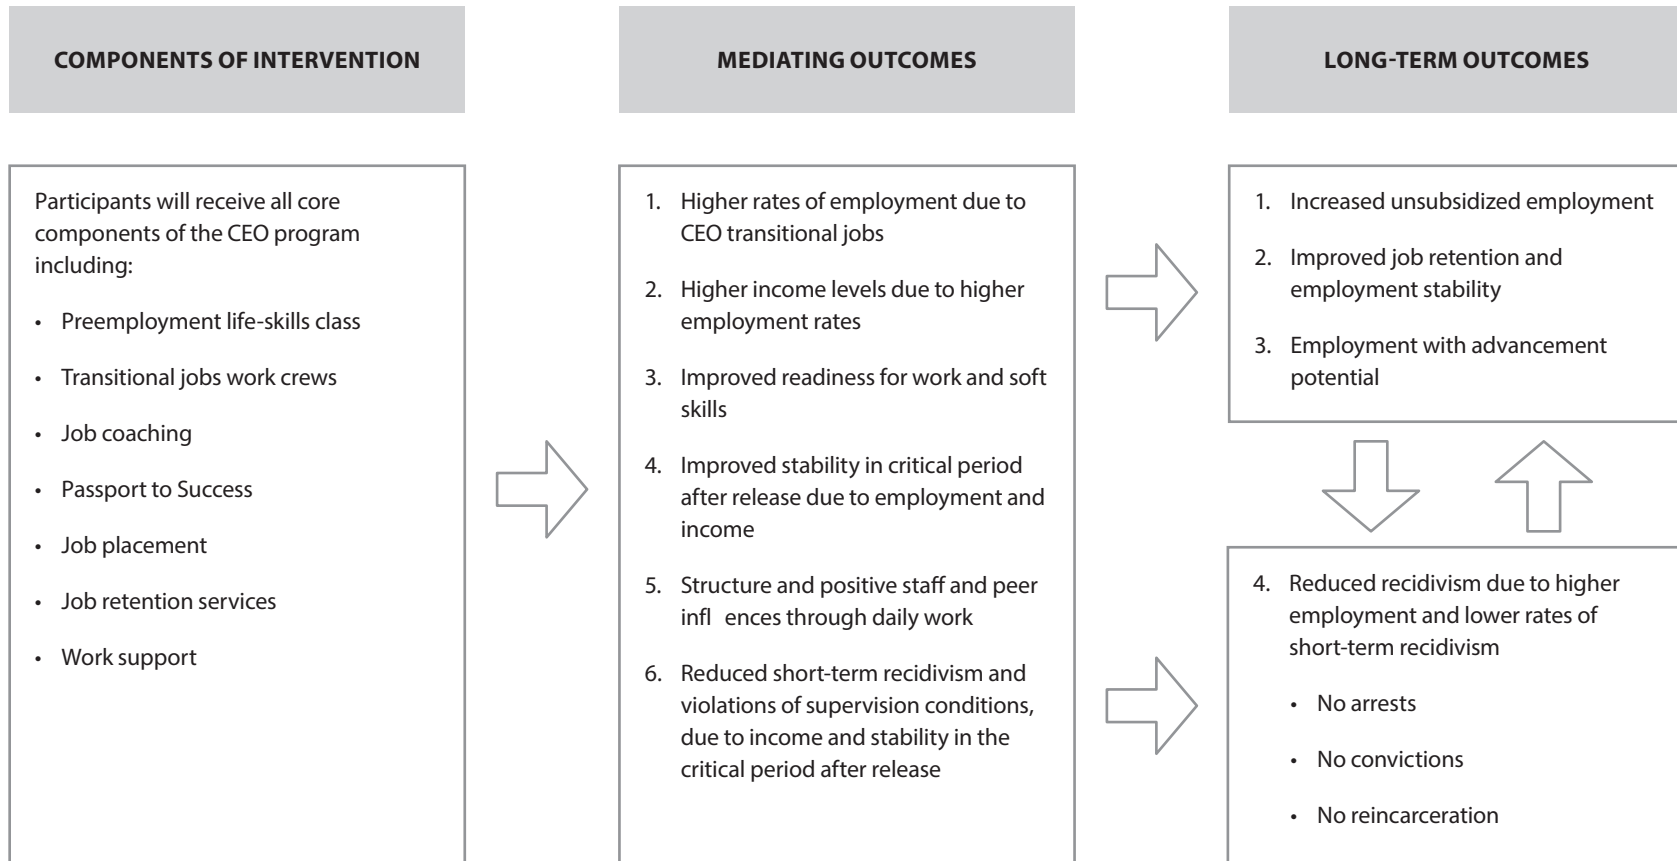 COMPONENTS OF INTERVENTION
Participants will receive all core
components of the CEO program
including:
• Preemployment life-skills class
• Transitional jobs work crews
• Job coaching
• Passport to Success
• Job placement
• Job retention services
• Work support
MEDIATING OUTCOMES
1. Higher rates of employment due to
CEO transitional jobs
2. Higher income levels due to higher
employment rates
3. Improved readiness for work and soft
skills
4. Improved stability in critical period
after release due to employment and
income
5. Structure and positive staff and peer
infl ences through daily work
6. Reduced short-term recidivism and
violations of supervision conditions,
due to income and stability in the
critical period after release
LONG-TERM OUTCOMES
1. Increased unsubsidized employment
2. Improved job retention and
employment stability
3. Employment with advancement
potential
4. Reduced recidivism due to higher
employment and lower rates of
short-term recidivism
• No arrests
• No convictions
• No reincarceration